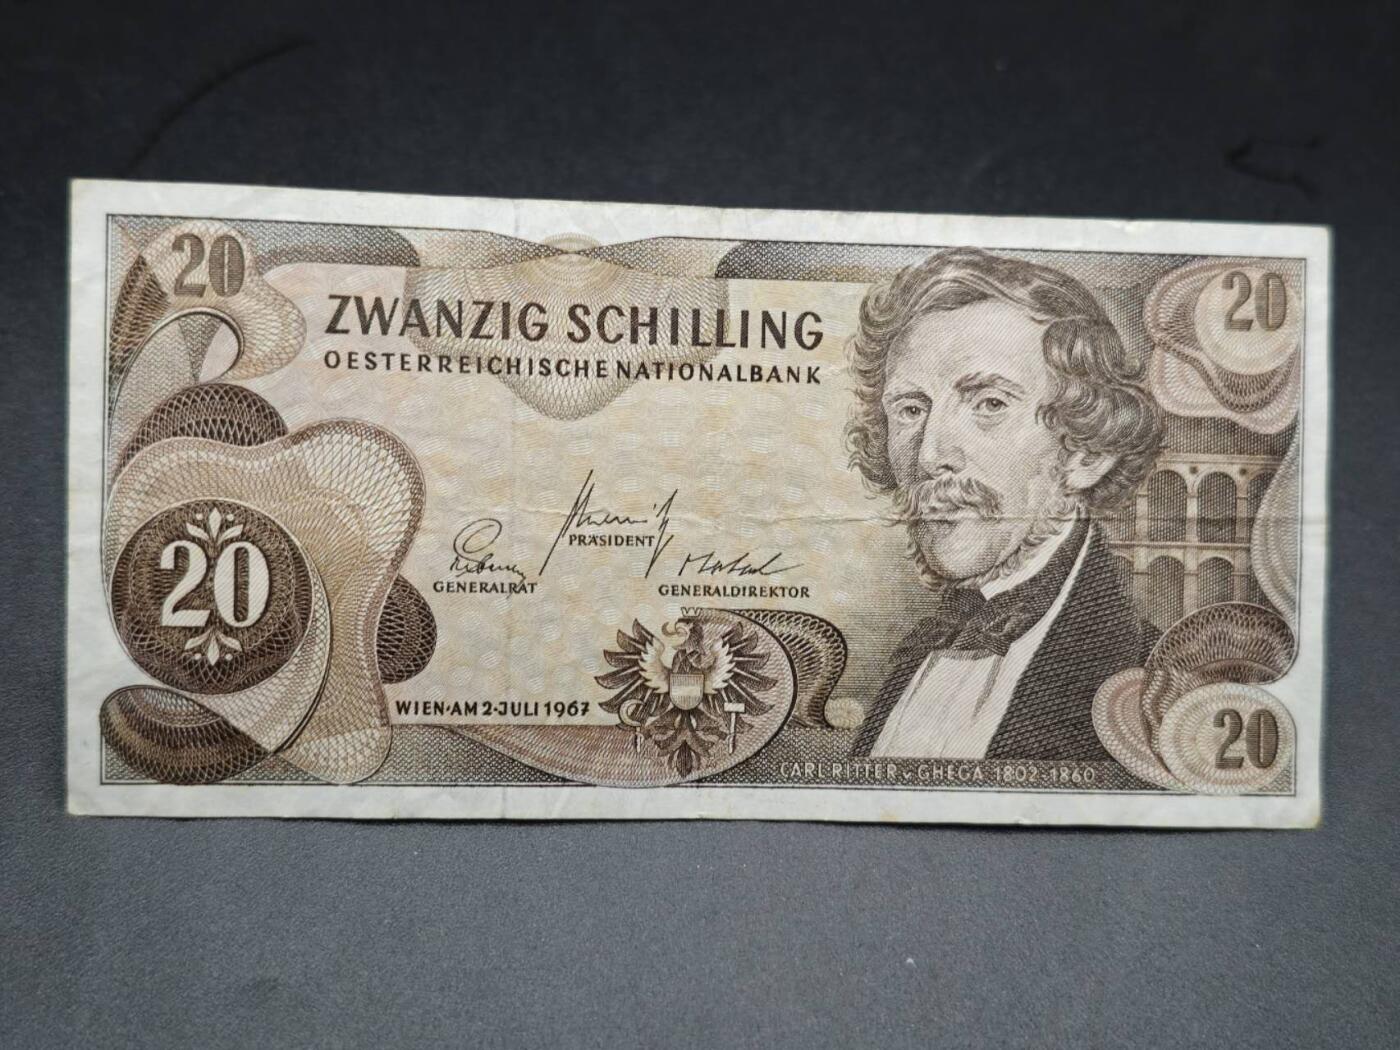 20
20
ZWANZIG SCHILLING
OESTERREICHISCHE NATIONALBANK
20
PRÄSIDENT
GENERALRAT
GENERALDIREKTOR
WIEN·AM 2·JULI 1967
20
CARL RITTER v. GHEGA 1802-1860